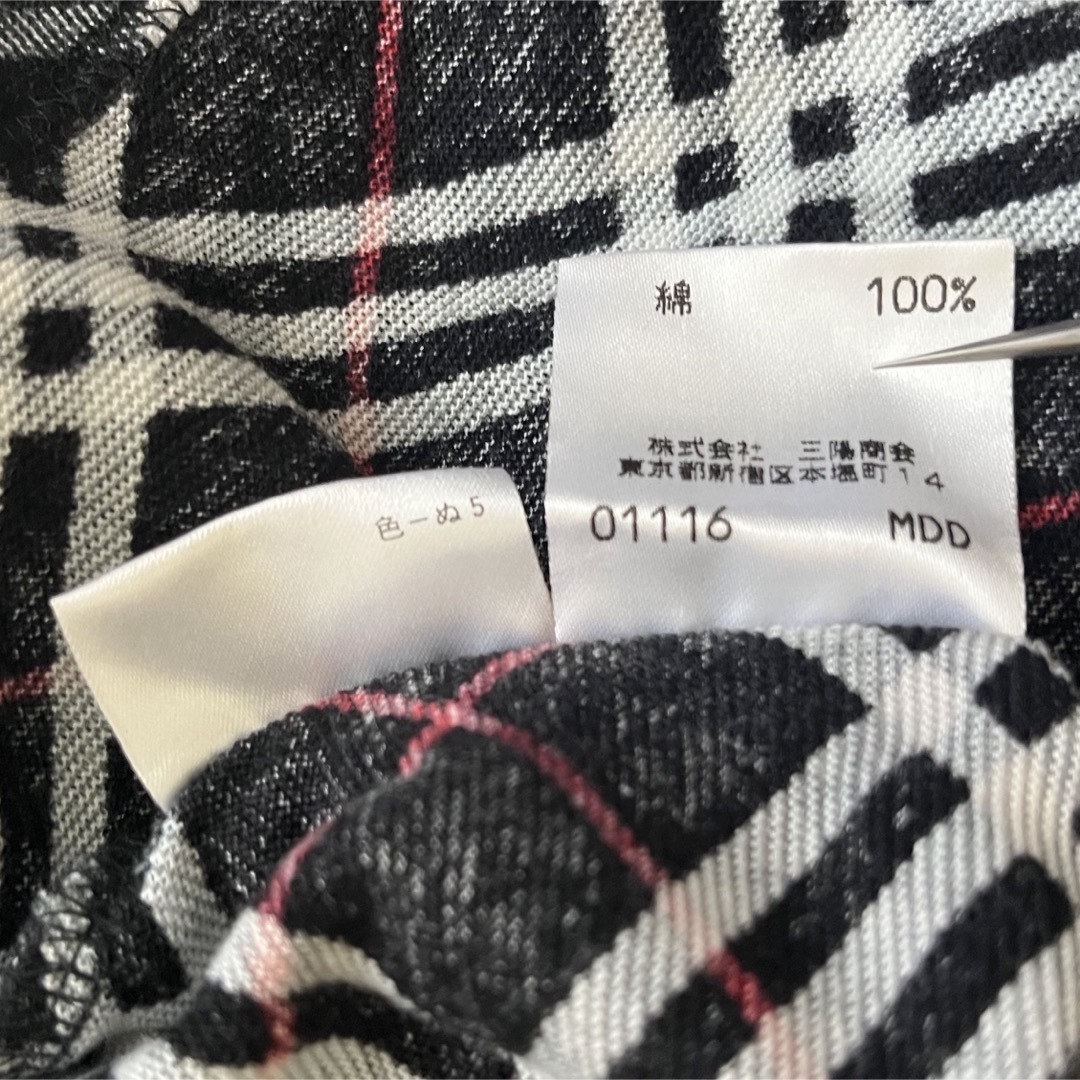 綿 100%
株式会社 三陽商会
東京都新宿区本塩町14
01116 MDD
色ーぬ5